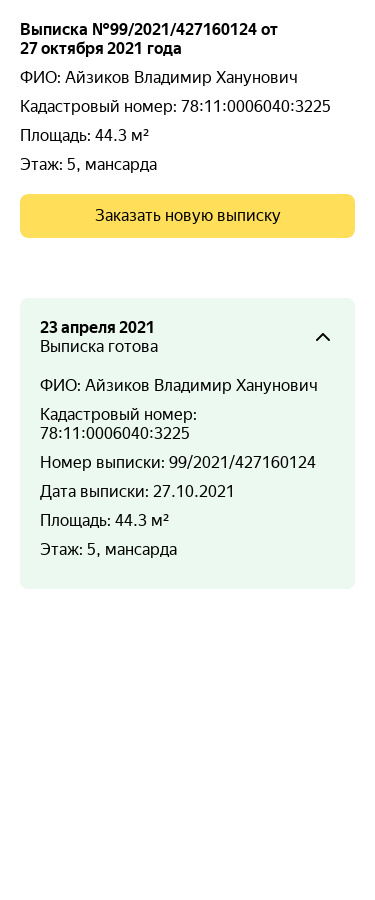 Выписка №99/2021/427160124 от
27 октября 2021 года
ФИО: Айзиков Владимир Ханунович
Кадастровый номер: 78:11:0006040:3225
Площадь: 44.3 м²
Этаж: 5, мансарда
Заказать новую выписку
23 апреля 2021
Выписка готова
ФИО: Айзиков Владимир Ханунович
Кадастровый номер:
78:11:0006040:3225
Номер выписки: 99/2021/427160124
Дата выписки: 27.10.2021
Площадь: 44.3 м²
Этаж: 5, мансарда